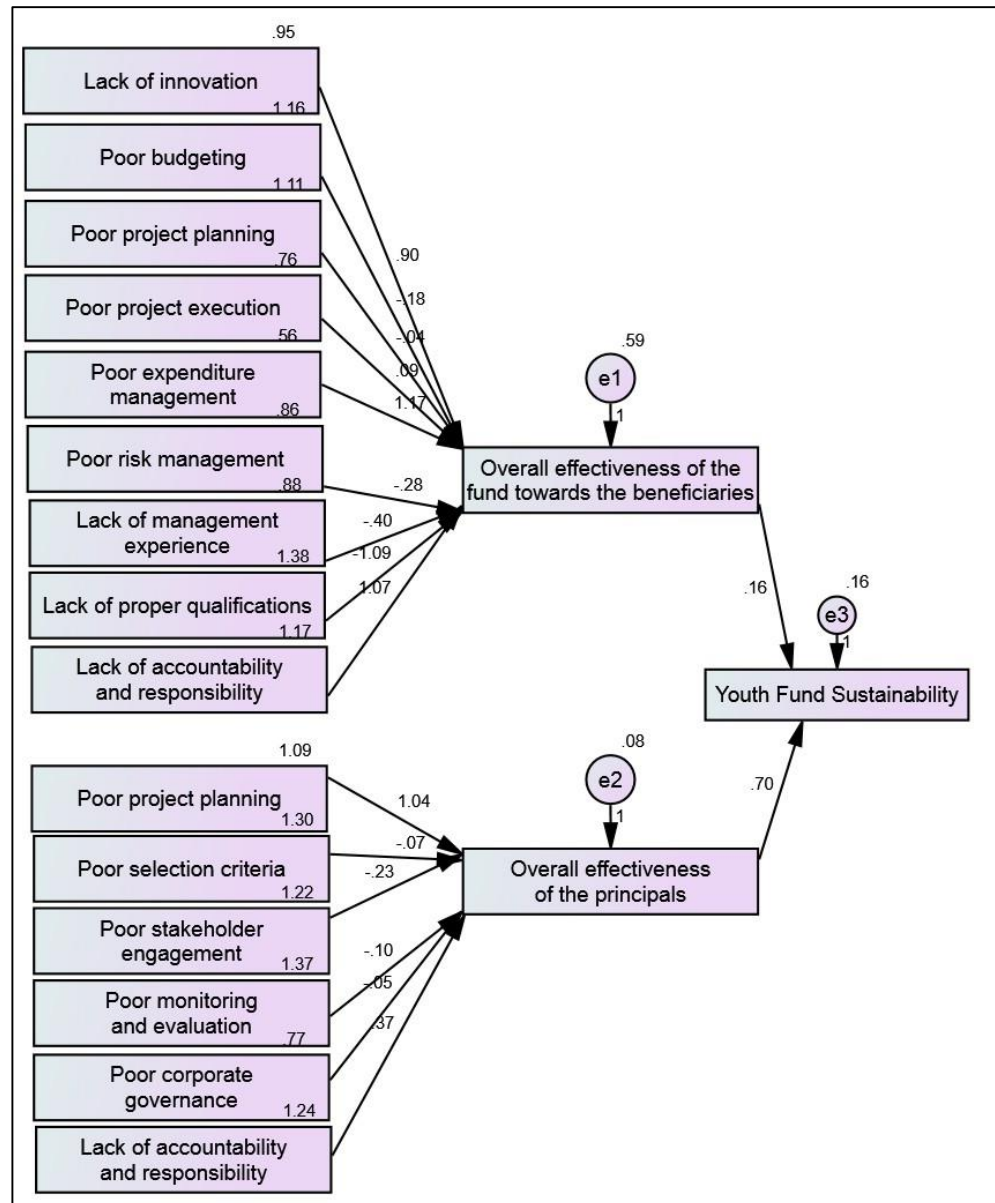 .95
Lack of innovation
1.16
Poor budgeting
1.11
Poor project planning
.76
Poor project execution
.56
Poor expenditure
management
.86
Poor risk management
.88
Lack of management
experience
1.38
Lack of proper qualifications
1.17
Lack of accountability
and responsibility
.90
-.18
-.04
.09
1.17
-.28
-.40
-1.09
1.07
.59
e1
1
Overall effectiveness of the
fund towards the beneficiaries
.16
.16
e3
1
Youth Fund Sustainability
1.09
Poor project planning
1.30
Poor selection criteria
1.22
Poor stakeholder
engagement
1.37
Poor monitoring
and evaluation
.77
Poor corporate
governance
1.24
Lack of accountability
and responsibility
1.04
-.07
-.23
-.10
-.05
.37
.08
e2
1
Overall effectiveness
of the principals
.70